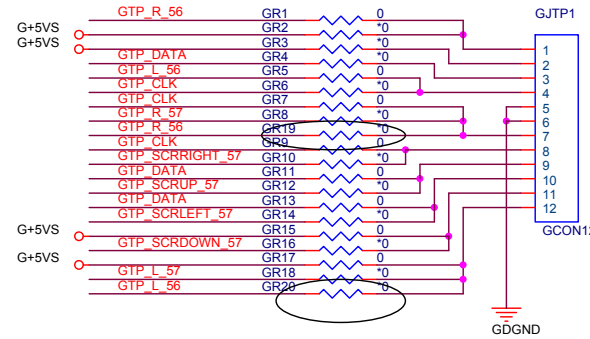 GTP_R_56 GR1 0 GJTP1
G+5VS GR2 *0
G+5VS GR3 0 1
GTP_DATA GR4 *0 2
GTP_L_56 GR5 0 3
GTP_CLK GR6 *0 4
GTP_CLK GR7 0 5
GTP_R_57 GR8 *0 6
GTP_R_56 GR19 *0 7
GTP_CLK GR9 0 8
GTP_SCRRIGHT_57 GR10 *0 9
GTP_DATA GR11 0 10
GTP_SCRUP_57 GR12 *0 11
GTP_DATA GR13 0 12
GTP_SCRLEFT_57 GR14 *0
G+5VS GR15 0 GCON12
GTP_SCRDOWN_57 GR16 *0
G+5VS GR17 0
GTP_L_57 GR18 *0
GTP_L_56 GR20 *0
GDGND